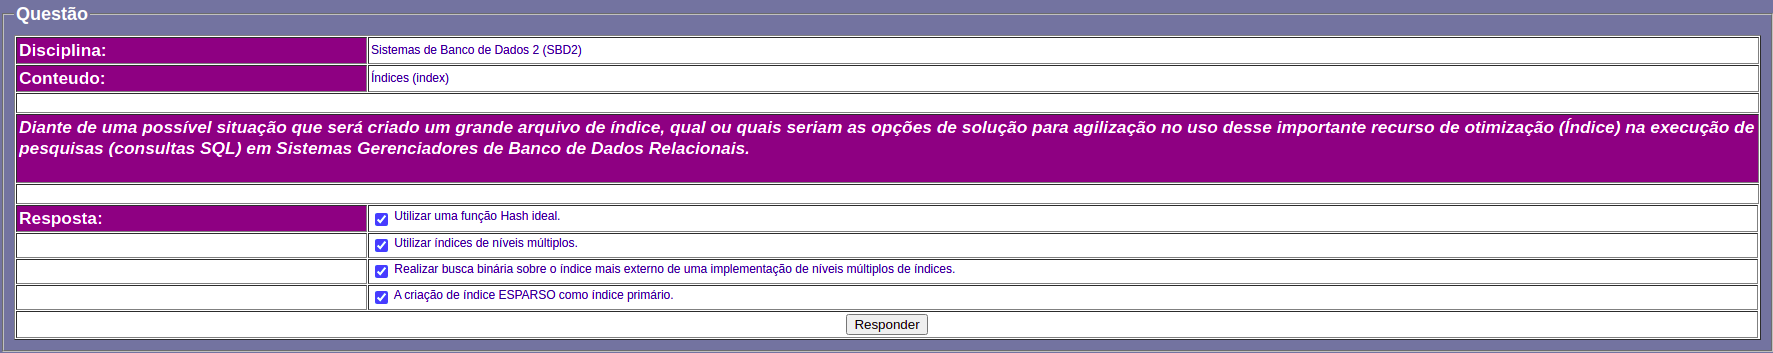 Questão
Disciplina: Sistemas de Banco de Dados 2 (SBD2)
Conteudo: Índices (index)
Diante de uma possível situação que será criado um grande arquivo de índice, qual ou quais seriam as opções de solução para agilização no uso desse importante recurso de otimização (Índice) na execução de
pesquisas (consultas SQL) em Sistemas Gerenciadores de Banco de Dados Relacionais.
Resposta: Utilizar uma função Hash ideal.
Utilizar índices de níveis múltiplos.
Realizar busca binária sobre o índice mais externo de uma implementação de níveis múltiplos de índices.
A criação de índice ESPARSO como índice primário.
Responder